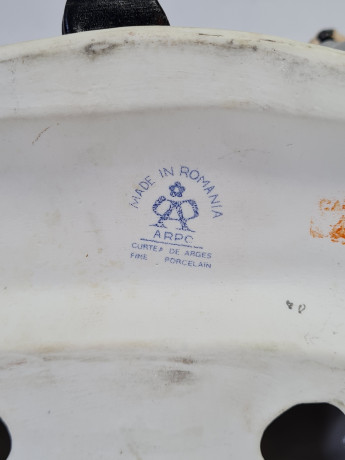 MADE IN ROMANIA
ARPO
CURTEA DE ARGES
FINE PORCELAIN